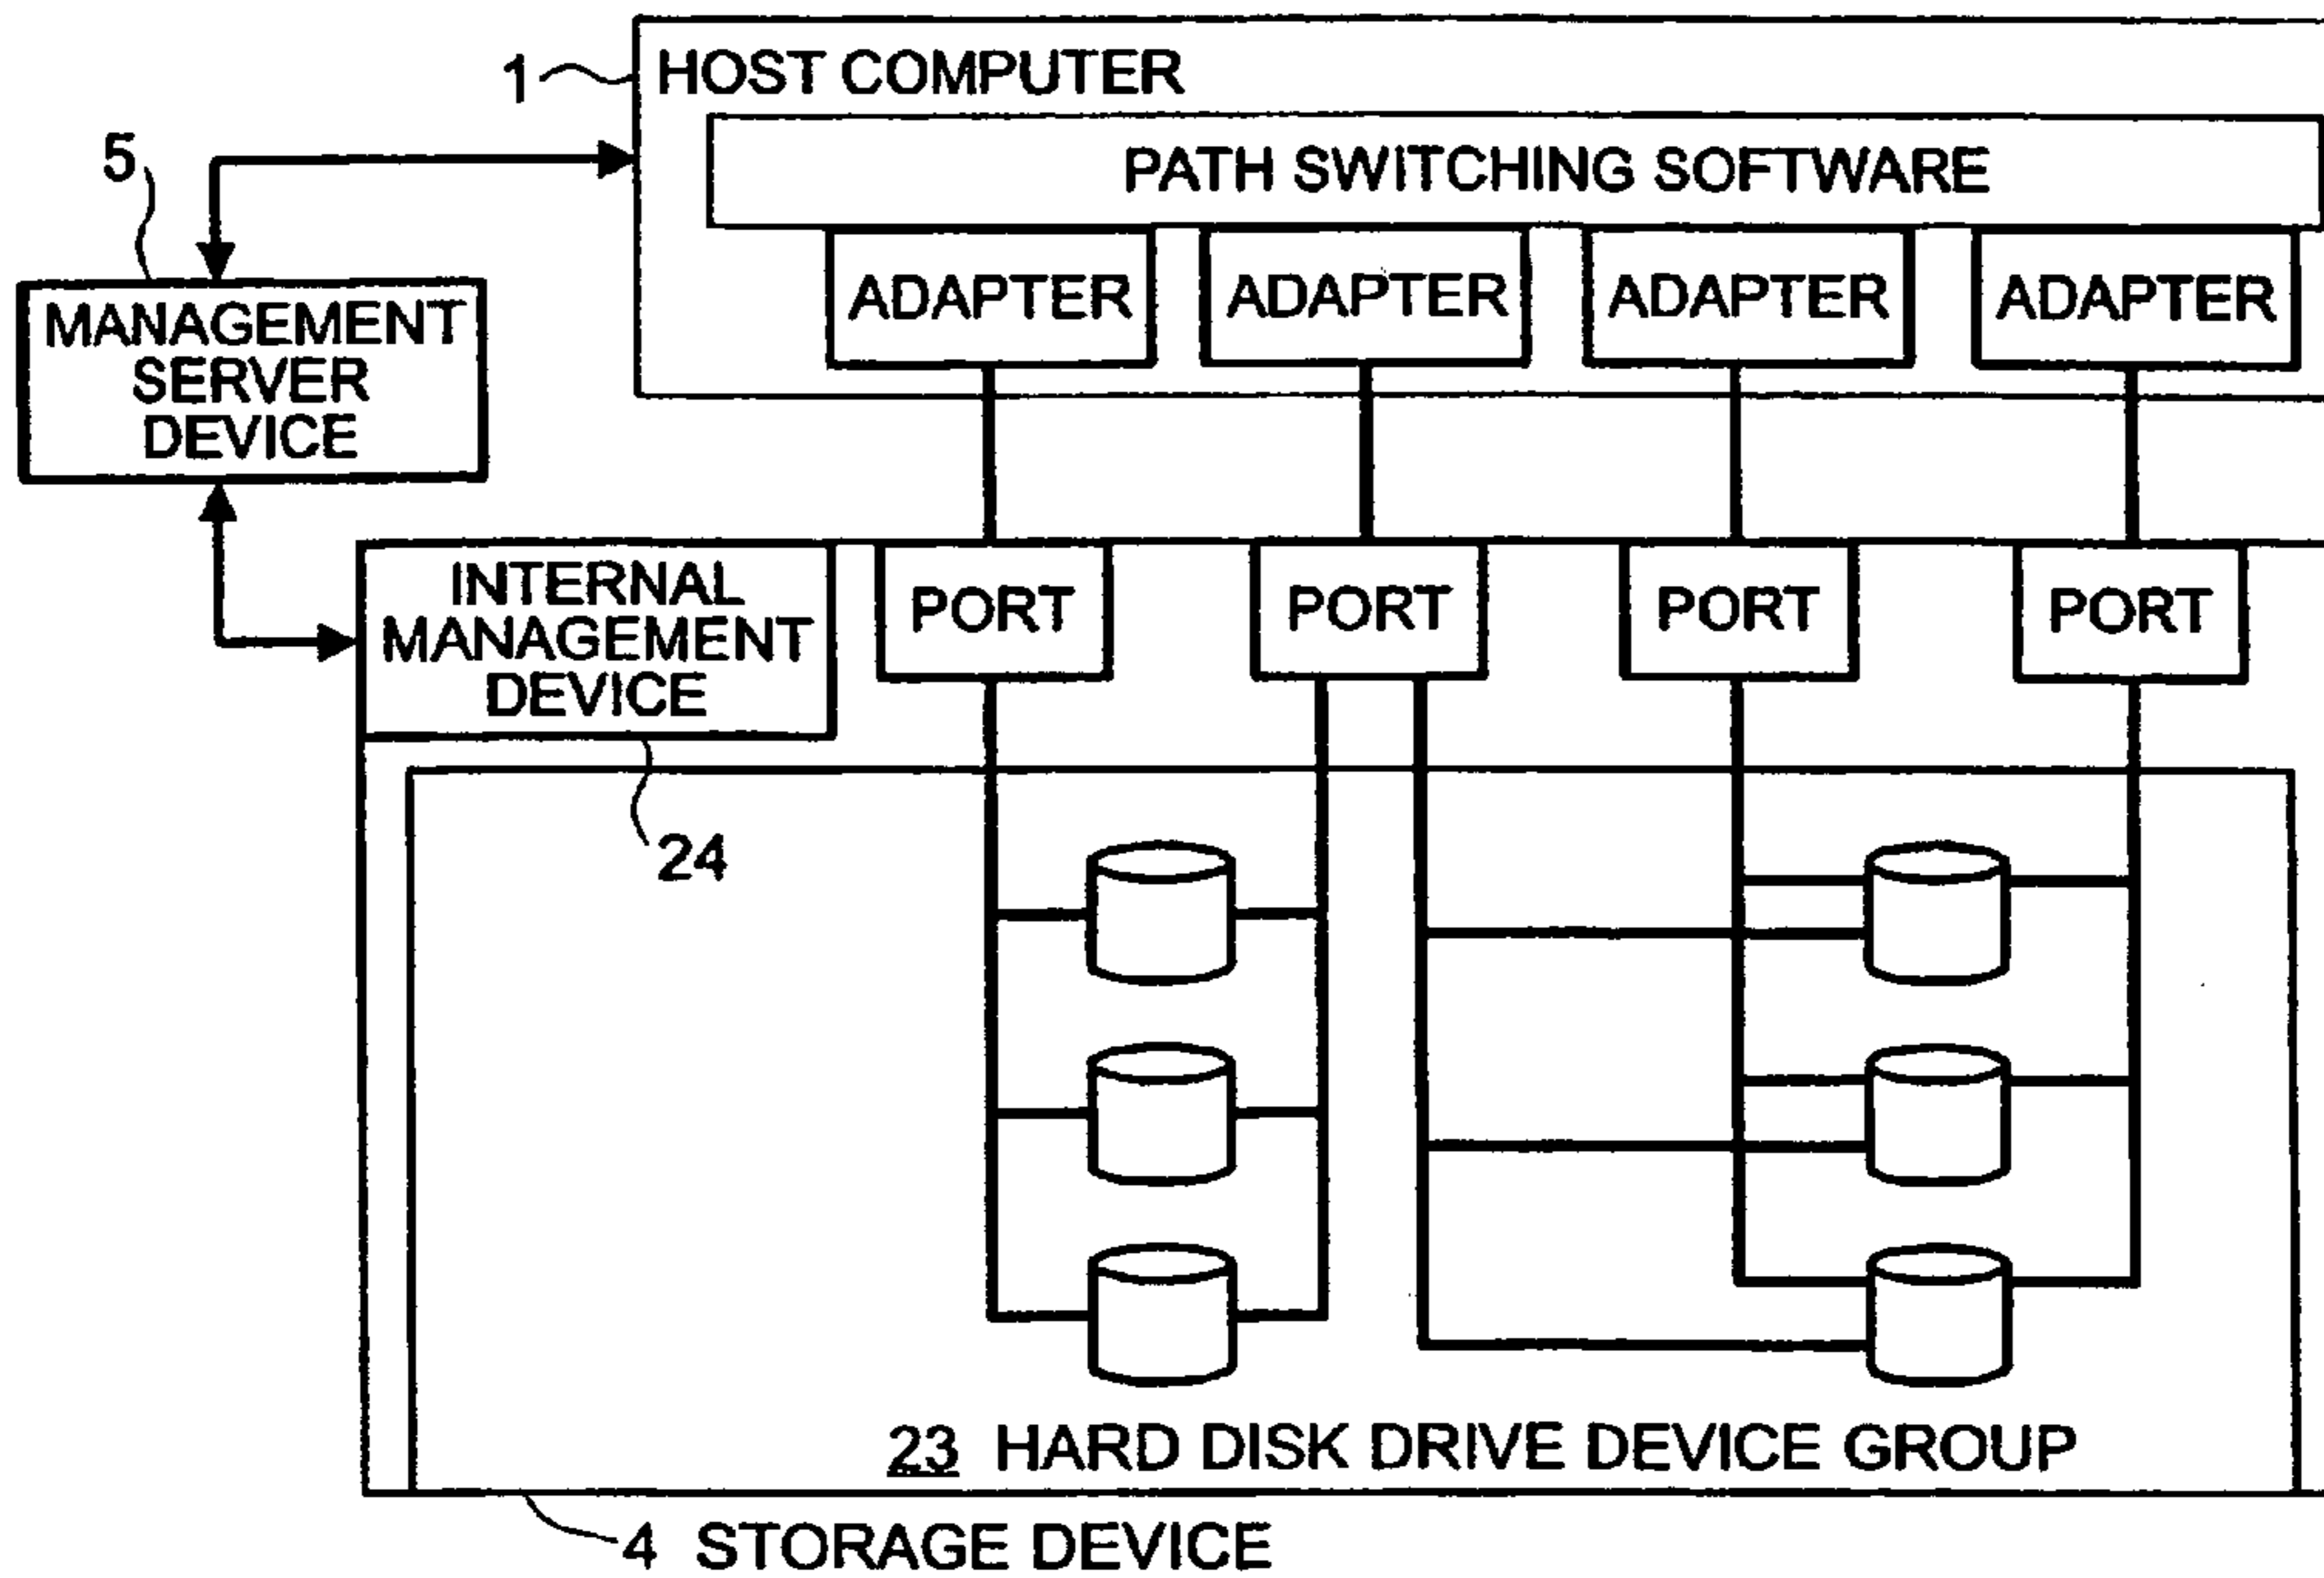 1 HOST COMPUTER
PATH SWITCHING SOFTWARE
5
ADAPTER ADAPTER ADAPTER ADAPTER
MANAGEMENT
SERVER
DEVICE
INTERNAL
MANAGEMENT
DEVICE
PORT PORT PORT PORT
24
23 HARD DISK DRIVE DEVICE GROUP
4 STORAGE DEVICE